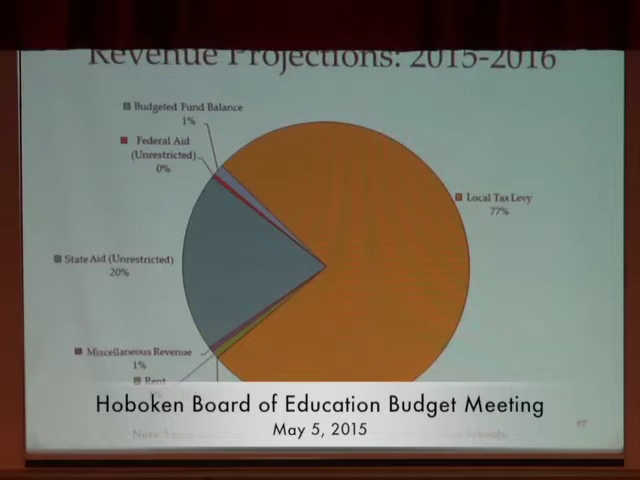 Revenue Projections: 2015-2016
Budgeted Fund Balance
1%
Federal Aid
(Unrestricted)
0%
Local Tax Levy
77%
State Aid (Unrestricted)
20%
Miscellaneous Revenue
1%
Rent
Hoboken Board of Education Budget Meeting
May 5, 2015
Schools.